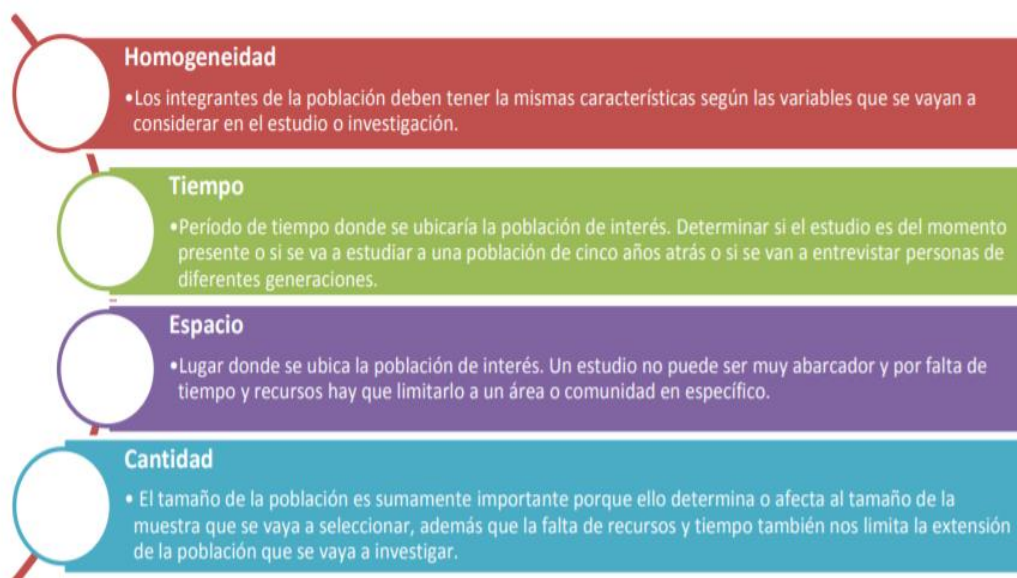 Homogeneidad
•Los integrantes de la población deben tener la mismas características según las variables que se vayan a
considerar en el estudio o investigación.
Tiempo
•Período de tiempo donde se ubicaría la población de interés. Determinar si el estudio es del momento
presente o si se va a estudiar a una población de cinco años atrás o si se van a entrevistar personas de
diferentes generaciones.
Espacio
•Lugar donde se ubica la población de interés. Un estudio no puede ser muy abarcador y por falta de
tiempo y recursos hay que limitarlo a un área o comunidad en específico.
Cantidad
• El tamaño de la población es sumamente importante porque ello determina o afecta al tamaño de la
muestra que se vaya a seleccionar, además que la falta de recursos y tiempo también nos limita la extensión
de la población que se vaya a investigar.